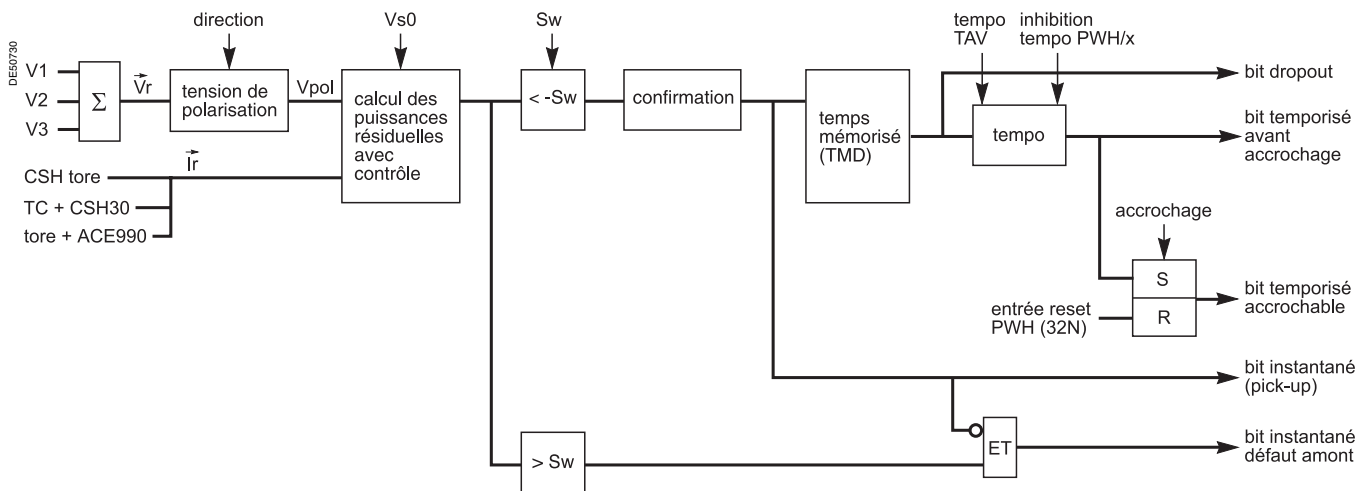 DE50730
direction
Vs0
Sw
tempo
TAV
inhibition
tempo PWH/x
V1
V2
V3
Σ
Vr
tension de
polarisation
Vpol
calcul des
puissances
résiduelles
avec
contrôle
< -Sw
confirmation
temps
mémorisé
(TMD)
tempo
bit dropout
bit temporisé
avant
accrochage
Ir
CSH tore
TC + CSH30
tore + ACE990
accrochage
S
R
entrée reset
PWH (32N)
bit temporisé
accrochable
bit instantané
(pick-up)
> Sw
ET
bit instantané
défaut amont